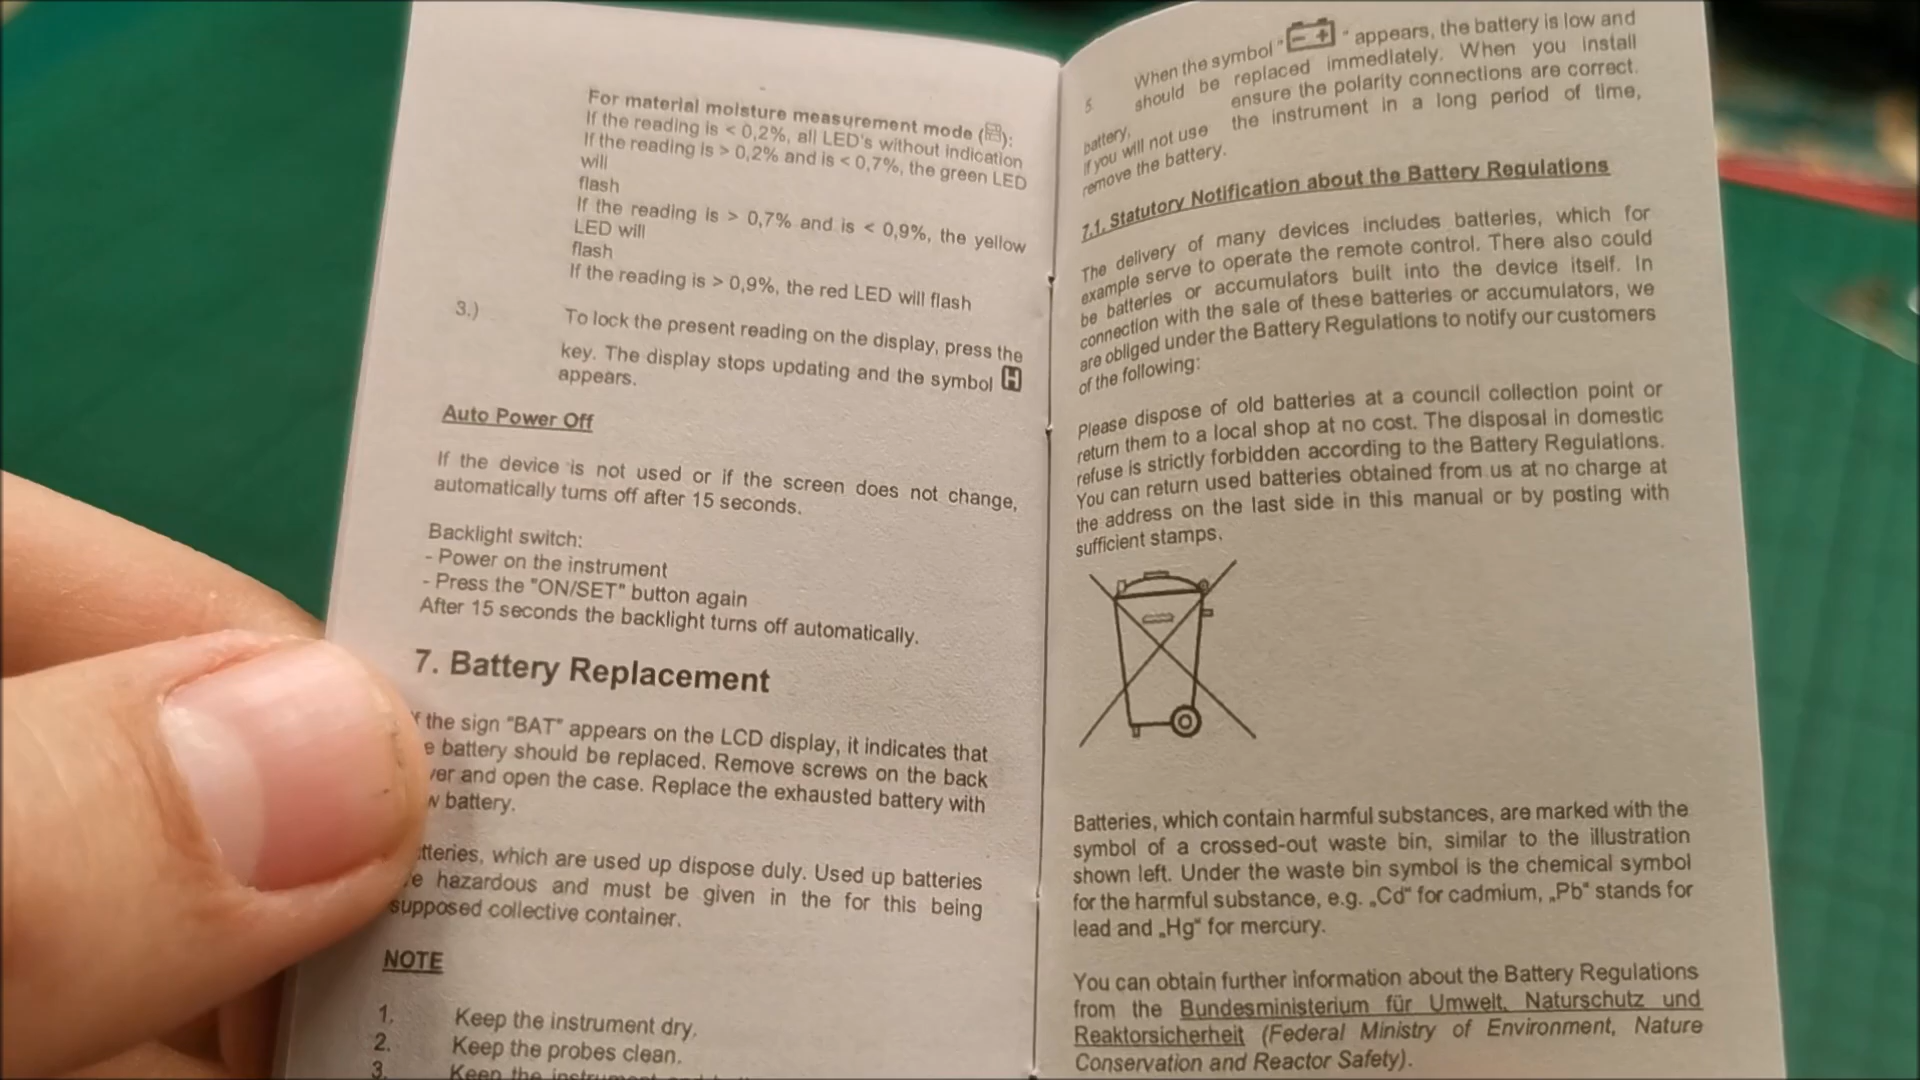 For material moisture measurement mode ( ):
If the reading is < 0,2%, all LED's without indication
If the reading is > 0,2% and is < 0,7%, the green LED
will
flash
If the reading is > 0,7% and is < 0,9%, the yellow
LED will
flash
If the reading is > 0,9%, the red LED will flash
3.)
To lock the present reading on the display, press the
key. The display stops updating and the symbol H
appears.
Auto Power Off
If the device is not used or if the screen does not change,
automatically turns off after 15 seconds.
Backlight switch:
- Power on the instrument
- Press the "ON/SET" button again
After 15 seconds the backlight turns off automatically.
7. Battery Replacement
f the sign "BAT" appears on the LCD display, it indicates that
e battery should be replaced. Remove screws on the back
ver and open the case. Replace the exhausted battery with
w battery.
tteries, which are used up dispose duly. Used up batteries
e hazardous and must be given in the for this being
supposed collective container.
NOTE
1. Keep the instrument dry.
2. Keep the probes clean.
3. Keep the
5. When the symbol " " appears, the battery is low and
should be replaced immediately. When you install
battery, ensure the polarity connections are correct.
If you will not use the instrument in a long period of time,
remove the battery.
7.1. Statutory Notification about the Battery Regulations
The delivery of many devices includes batteries, which for
example serve to operate the remote control. There also could
be batteries or accumulators built into the device itself. In
connection with the sale of these batteries or accumulators, we
are obliged under the Battery Regulations to notify our customers
of the following:
Please dispose of old batteries at a council collection point or
return them to a local shop at no cost. The disposal in domestic
refuse is strictly forbidden according to the Battery Regulations.
You can return used batteries obtained from us at no charge at
the address on the last side in this manual or by posting with
sufficient stamps.
Batteries, which contain harmful substances, are marked with the
symbol of a crossed-out waste bin, similar to the illustration
shown left. Under the waste bin symbol is the chemical symbol
for the harmful substance, e.g. „Cd" for cadmium, „Pb" stands for
lead and „Hg" for mercury.
You can obtain further information about the Battery Regulations
from the Bundesministerium für Umwelt, Naturschutz und
Reaktorsicherheit (Federal Ministry of Environment, Nature
Conservation and Reactor Safety).